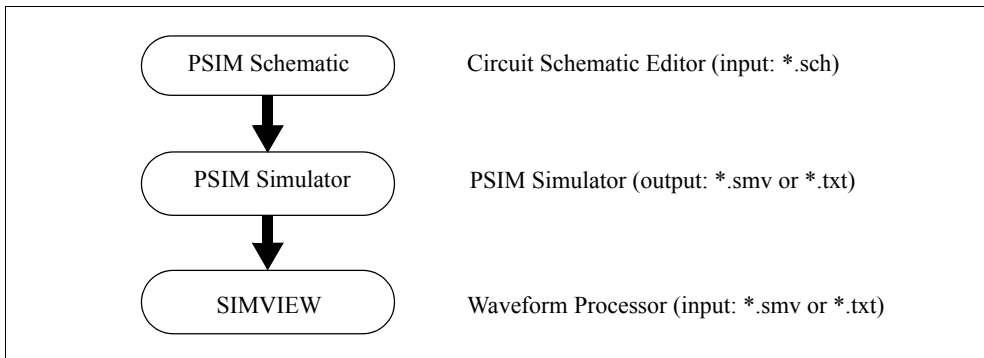 PSIM Schematic
Circuit Schematic Editor (input: *.sch)
PSIM Simulator
PSIM Simulator (output: *.smv or *.txt)
SIMVIEW
Waveform Processor (input: *.smv or *.txt)